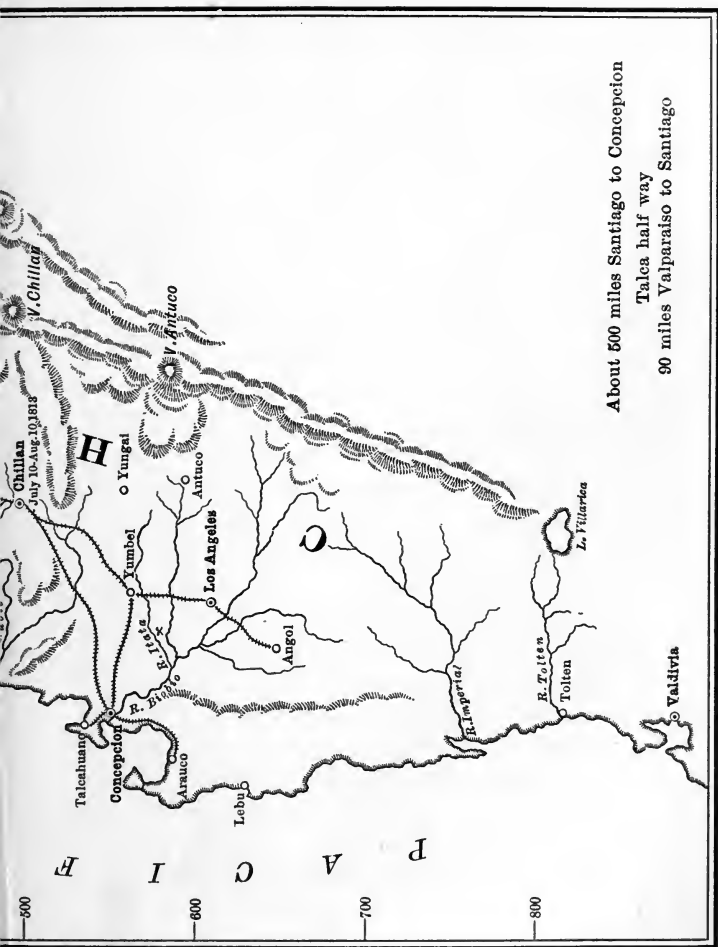 V.Chillan
Chillan
July 10-Aug.10,1813
H
Yungai
V.Antuco
Antuco
Yumbel
R. Itata
x
Los Angeles
C
Angol
R. Biobio
Talcahuano
Concepcion
Arauco
Lebu
R.Imperial
R.Tolten
Tolten
L. Villarica
Valdivia
P A C I F
500
600
700
800
About 500 miles Santiago to Concepcion
Talca half way
90 miles Valparaiso to Santiago